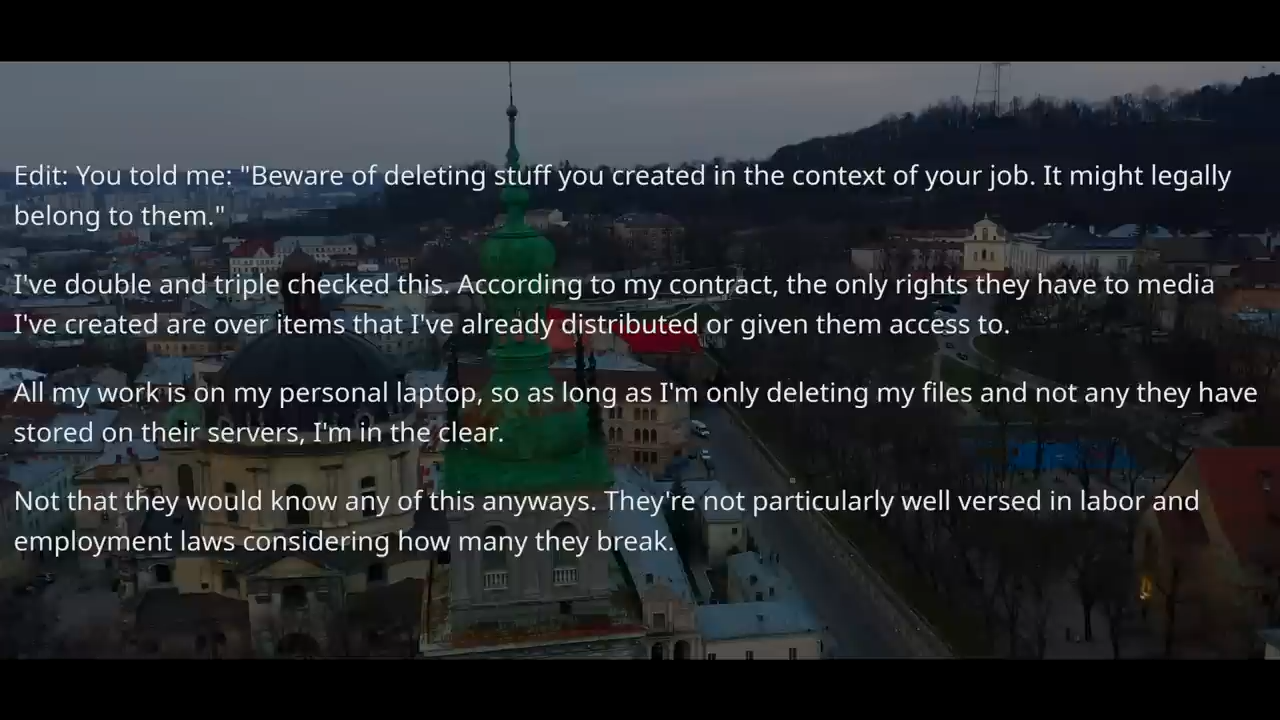 Edit: You told me: "Beware of deleting stuff you created in the context of your job. It might legally
belong to them."
I've double and triple checked this. According to my contract, the only rights they have to media
I've created are over items that I've already distributed or given them access to.
All my work is on my personal laptop, so as long as I'm only deleting my files and not any they have
stored on their servers, I'm in the clear.
Not that they would know any of this anyways. They're not particularly well versed in labor and
employment laws considering how many they break.